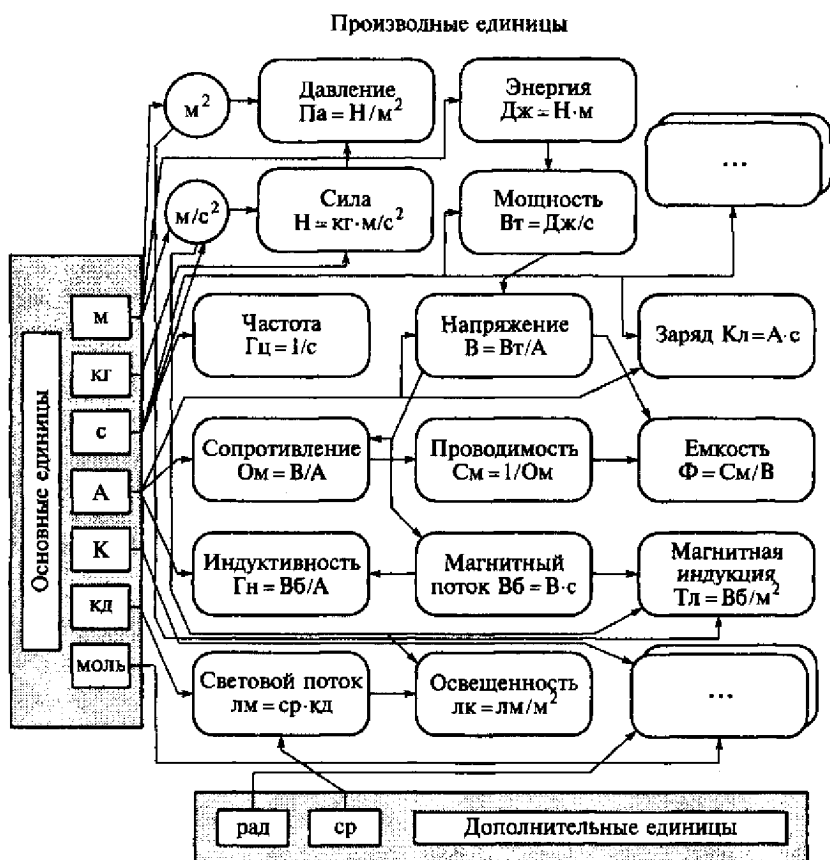 Производные единицы
м²
Давление
Па = Н/м²
Энергия
Дж = Н·м
...
м/с²
Сила
Н = кг·м/с²
Мощность
Вт = Дж/с
Основные единицы
м
кг
с
А
К
кд
моль
Частота
Гц = 1/с
Напряжение
В = Вт/А
Заряд Кл = А·с
Сопротивление
Ом = В/А
Проводимость
См = 1/Ом
Емкость
Ф = См/В
Индуктивность
Гн = Вб/А
Магнитный
поток Вб = В·с
Магнитная
индукция
Тл = Вб/м²
Световой поток
лм = ср·кд
Освещенность
лк = лм/м²
...
рад
ср
Дополнительные единицы